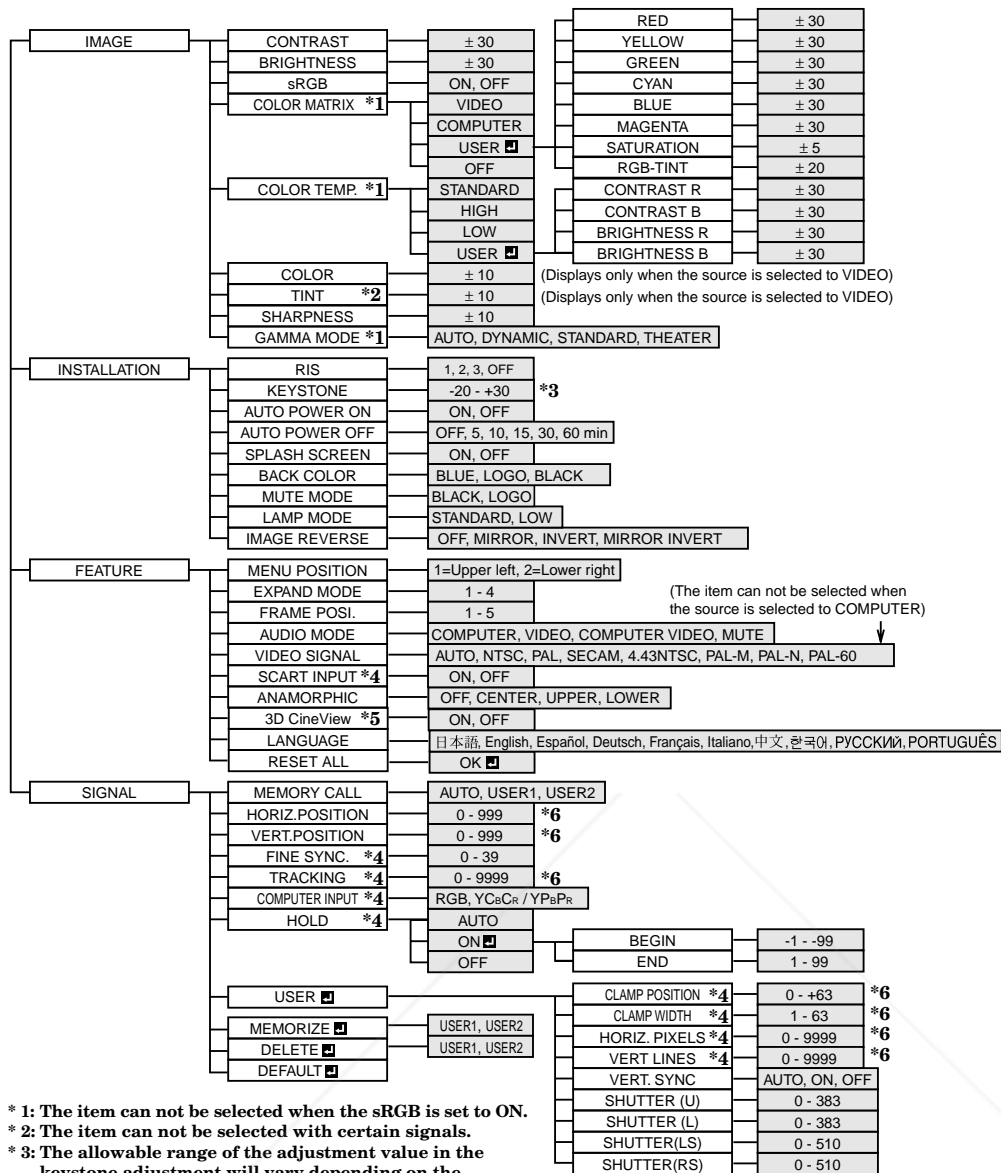 RED ± 30
IMAGE CONTRAST ± 30 YELLOW ± 30
BRIGHTNESS ± 30 GREEN ± 30
sRGB ON, OFF CYAN ± 30
COLOR MATRIX *1 VIDEO BLUE ± 30
COMPUTER MAGENTA ± 30
USER SATURATION ± 5
OFF RGB-TINT ± 20
COLOR TEMP. *1 STANDARD CONTRAST R ± 30
HIGH CONTRAST B ± 30
LOW BRIGHTNESS R ± 30
USER BRIGHTNESS B ± 30
COLOR ± 10 (Displays only when the source is selected to VIDEO)
TINT *2 ± 10 (Displays only when the source is selected to VIDEO)
SHARPNESS ± 10
GAMMA MODE *1 AUTO, DYNAMIC, STANDARD, THEATER
INSTALLATION RIS 1, 2, 3, OFF
KEYSTONE -20 - +30 *3
AUTO POWER ON ON, OFF
AUTO POWER OFF OFF, 5, 10, 15, 30, 60 min
SPLASH SCREEN ON, OFF
BACK COLOR BLUE, LOGO, BLACK
MUTE MODE BLACK, LOGO
LAMP MODE STANDARD, LOW
IMAGE REVERSE OFF, MIRROR, INVERT, MIRROR INVERT
FEATURE MENU POSITION 1=Upper left, 2=Lower right
EXPAND MODE 1 - 4 (The item can not be selected when
FRAME POSI. 1 - 5 the source is selected to COMPUTER)
AUDIO MODE COMPUTER, VIDEO, COMPUTER VIDEO, MUTE
VIDEO SIGNAL AUTO, NTSC, PAL, SECAM, 4.43NTSC, PAL-M, PAL-N, PAL-60
SCART INPUT *4 ON, OFF
ANAMORPHIC OFF, CENTER, UPPER, LOWER
3D CineView *5 ON, OFF
LANGUAGE 日本語, English, Español, Deutsch, Français, Italiano, 中文, 한국어, РУССКИЙ, PORTUGUÊS
RESET ALL OK
SIGNAL MEMORY CALL AUTO, USER1, USER2
HORIZ.POSITION 0 - 999 *6
VERT.POSITION 0 - 999 *6
FINE SYNC. *4 0 - 39
TRACKING *4 0 - 9999 *6
COMPUTER INPUT *4 RGB, YCBCR / YPBPR
HOLD *4 AUTO
ON BEGIN -1 - -99
OFF END 1 - 99
USER CLAMP POSITION *4 0 - +63 *6
CLAMP WIDTH *4 1 - 63 *6
MEMORIZE USER1, USER2 HORIZ. PIXELS *4 0 - 9999 *6
DELETE USER1, USER2 VERT LINES *4 0 - 9999 *6
DEFAULT VERT. SYNC AUTO, ON, OFF
SHUTTER (U) 0 - 383
SHUTTER (L) 0 - 383
SHUTTER(LS) 0 - 510
SHUTTER(RS) 0 - 510
* 1: The item can not be selected when the sRGB is set to ON.
* 2: The item can not be selected with certain signals.
* 3: The allowable range of the adjustment value in the
keystone adjustment will vary depending on the